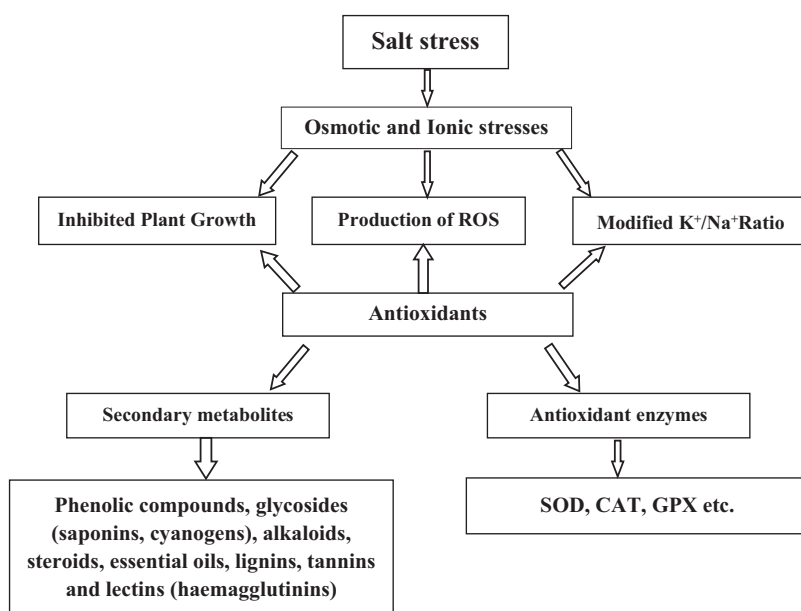 Salt stress
Osmotic and Ionic stresses
Inhibited Plant Growth
Production of ROS
Modified K⁺/Na⁺Ratio
Antioxidants
Secondary metabolites
Antioxidant enzymes
Phenolic compounds, glycosides
(saponins, cyanogens), alkaloids,
steroids, essential oils, lignins, tannins
and lectins (haemagglutinins)
SOD, CAT, GPX etc.